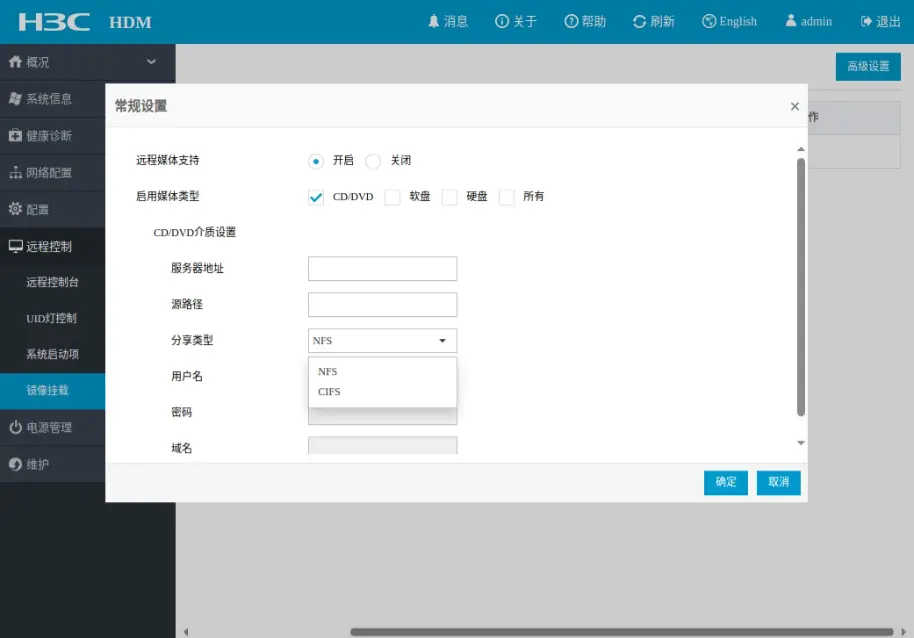 H3C HDM 消息 关于 帮助 刷新 English admin 退出
概况
高级设置
系统信息
常规设置
作
健康诊断
远程媒体支持 开启 关闭
网络配置
启用媒体类型 CD/DVD 软盘 硬盘 所有
配置
CD/DVD介质设置
远程控制
服务器地址
远程控制台
源路径
UID灯控制
分享类型 NFS
系统启动项
用户名 NFS
镜像挂载
CIFS
密码
电源管理
域名
维护
确定 取消